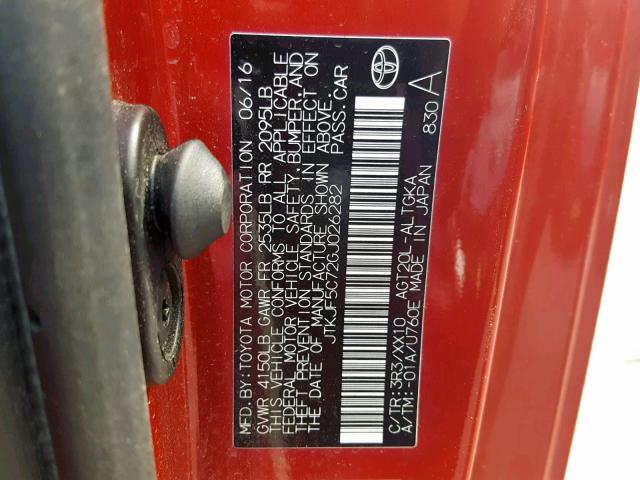 MFD.BY:TOYOTA MOTOR CORPORATION 06/16
GVWR 4150LB GAWR FR 2535LB RR 2095LB
THIS VEHICLE CONFORMS TO ALL APPLICABLE
FEDERAL MOTOR VEHICLE SAFETY, BUMPER, AND
THEFT PREVENTION STANDARDS IN EFFECT ON
THE DATE OF MANUFACTURE SHOWN ABOVE.
JTKJF5C72GJ026282 PASS.CAR
C/TR:3R3/XX10 AGT20L-ALTGKA
A/TM:-01A/U760E MADE IN JAPAN 830 A